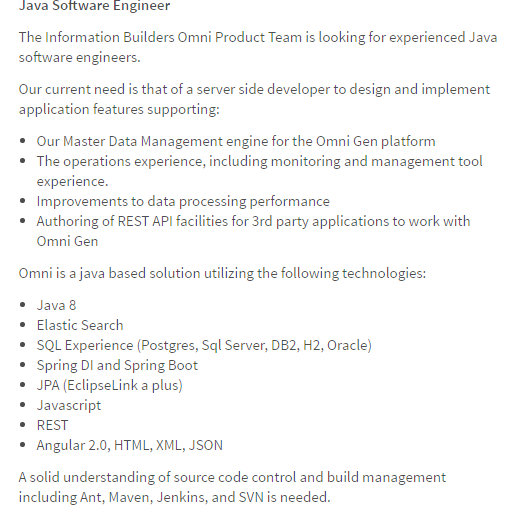 Java Software Engineer
The Information Builders Omni Product Team is looking for experienced Java
software engineers.
Our current need is that of a server side developer to design and implement
application features supporting:
• Our Master Data Management engine for the Omni Gen platform
• The operations experience, including monitoring and management tool
experience.
• Improvements to data processing performance
• Authoring of REST API facilities for 3rd party applications to work with
Omni Gen
Omni is a java based solution utilizing the following technologies:
• Java 8
• Elastic Search
• SQL Experience (Postgres, Sql Server, DB2, H2, Oracle)
• Spring DI and Spring Boot
• JPA (EclipseLink a plus)
• Javascript
• REST
• Angular 2.0, HTML, XML, JSON
A solid understanding of source code control and build management
including Ant, Maven, Jenkins, and SVN is needed.